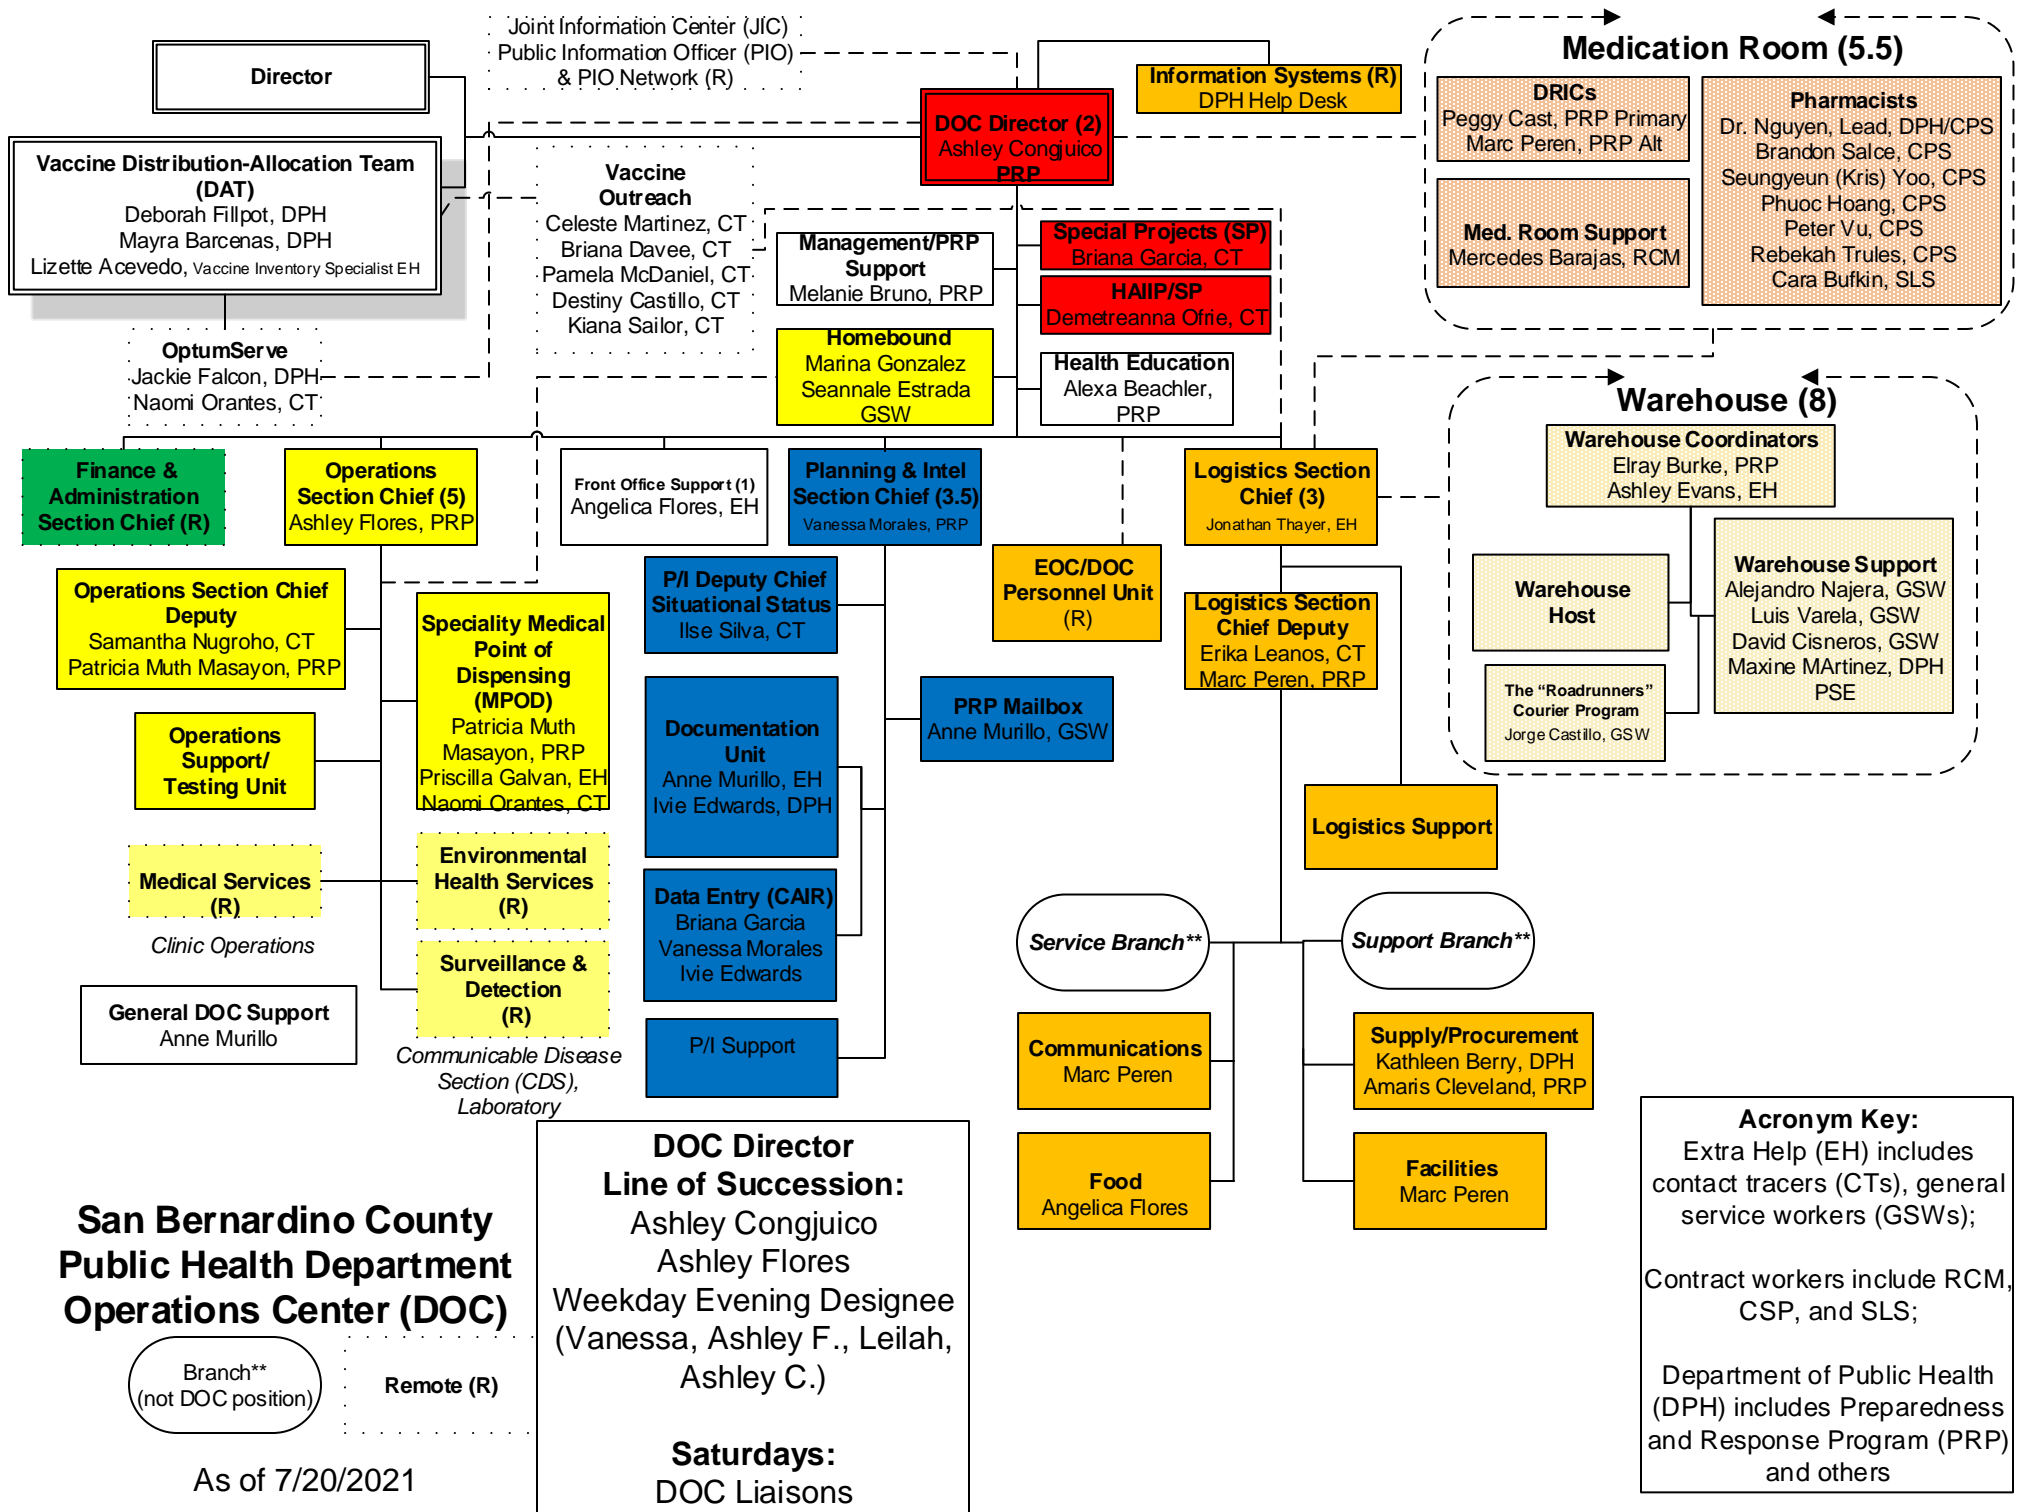 Joint Information Center (JIC)
Public Information Officer (PIO)
& PIO Network (R)
Director
Information Systems (R)
DPH Help Desk
DOC Director (2)
Ashley Congjuico
PRP
Vaccine Distribution-Allocation Team
(DAT)
Deborah Fillpot, DPH
Mayra Barcenas, DPH
Lizette Acevedo, Vaccine Inventory Specialist EH
Vaccine
Outreach
Celeste Martinez, CT
Briana Davee, CT
Pamela McDaniel, CT
Destiny Castillo, CT
Kiana Sailor, CT
Management/PRP
Support
Melanie Bruno, PRP
Special Projects (SP)
Briana Garcia, CT
HAIIP/SP
Demetreanna Ofrie, CT
Homebound
Marina Gonzalez
Seannale Estrada
GSW
Health Education
Alexa Beachler,
PRP
OptumServe
Jackie Falcon, DPH
Naomi Orantes, CT
Medication Room (5.5)
DRICs
Peggy Cast, PRP Primary
Marc Peren, PRP Alt
Med. Room Support
Mercedes Barajas, RCM
Pharmacists
Dr. Nguyen, Lead, DPH/CPS
Brandon Salce, CPS
Seungyeun (Kris) Yoo, CPS
Phuoc Hoang, CPS
Peter Vu, CPS
Rebekah Trules, CPS
Cara Bufkin, SLS
Warehouse (8)
Warehouse Coordinators
Elray Burke, PRP
Ashley Evans, EH
Warehouse
Host
Warehouse Support
Alejandro Najera, GSW
Luis Varela, GSW
David Cisneros, GSW
Maxine MArtinez, DPH
PSE
The “Roadrunners”
Courier Program
Jorge Castillo, GSW
Finance &
Administration
Section Chief (R)
Operations
Section Chief (5)
Ashley Flores, PRP
Front Office Support (1)
Angelica Flores, EH
Planning & Intel
Section Chief (3.5)
Vanessa Morales, PRP
Logistics Section
Chief (3)
Jonathan Thayer, EH
Operations Section Chief
Deputy
Samantha Nugroho, CT
Patricia Muth Masayon, PRP
Speciality Medical
Point of
Dispensing
(MPOD)
Patricia Muth
Masayon, PRP
Priscilla Galvan, EH
Naomi Orantes, CT
P/I Deputy Chief
Situational Status
Ilse Silva, CT
EOC/DOC
Personnel Unit
(R)
Logistics Section
Chief Deputy
Erika Leanos, CT
Marc Peren, PRP
Operations
Support/
Testing Unit
Documentation
Unit
Anne Murillo, EH
Ivie Edwards, DPH
PRP Mailbox
Anne Murillo, GSW
Logistics Support
Medical Services
(R)
Clinic Operations
Environmental
Health Services
(R)
Data Entry (CAIR)
Briana Garcia
Vanessa Morales
Ivie Edwards
Surveillance &
Detection
(R)
Communicable Disease
Section (CDS),
Laboratory
General DOC Support
Anne Murillo
P/I Support
Service Branch**
Support Branch**
Communications
Marc Peren
Supply/Procurement
Kathleen Berry, DPH
Amaris Cleveland, PRP
Food
Angelica Flores
Facilities
Marc Peren
San Bernardino County
Public Health Department
Operations Center (DOC)
Branch**
(not DOC position)
Remote (R)
As of 7/20/2021
DOC Director
Line of Succession:
Ashley Congjuico
Ashley Flores
Weekday Evening Designee
(Vanessa, Ashley F., Leilah,
Ashley C.)
Saturdays:
DOC Liaisons
Acronym Key:
Extra Help (EH) includes
contact tracers (CTs), general
service workers (GSWs);
Contract workers include RCM,
CSP, and SLS;
Department of Public Health
(DPH) includes Preparedness
and Response Program (PRP)
and others